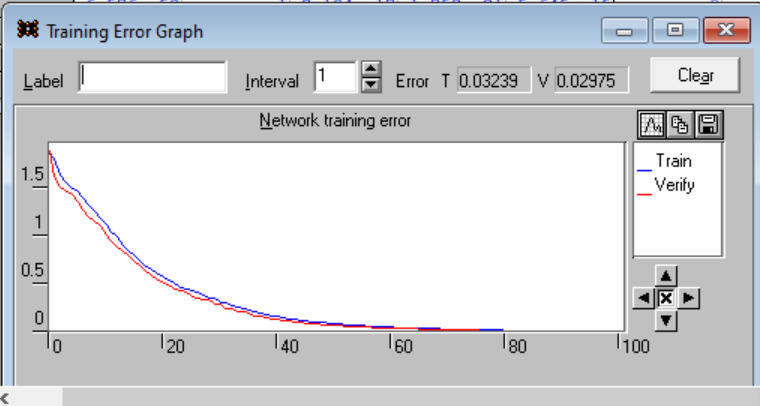 Training Error Graph
Label Interval 1 Error T 0.03239 V 0.02975 Clear
Network training error
Train
Verify
1.5
1
0.5
0
0 20 40 60 80 100